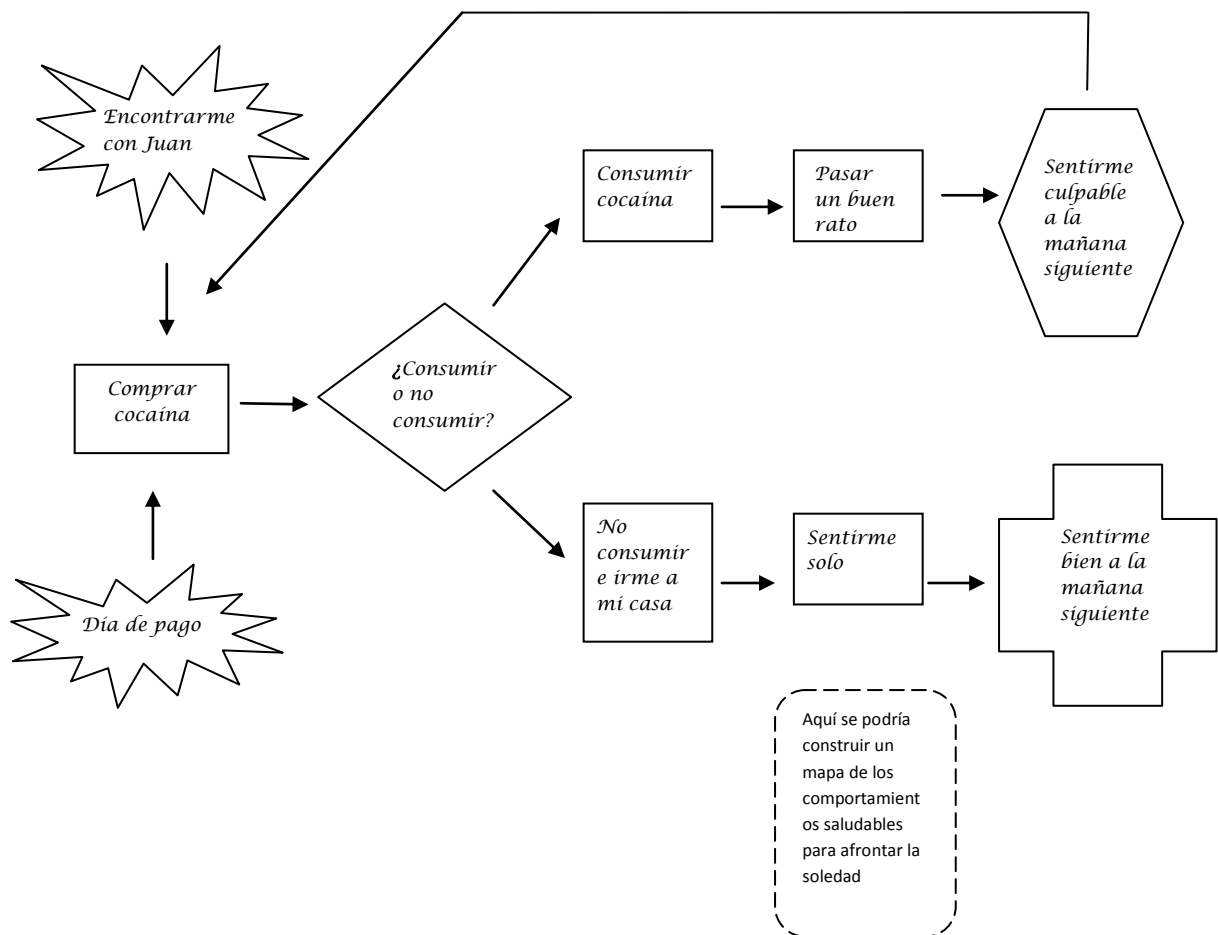 Encontrarme
con Juan
Consumir
cocaína
Pasar
un buen
rato
Sentirme
culpable
a la
mañana
siguiente
Comprar
cocaína
¿Consumir
o no
consumir?
Día de pago
No
consumir
e irme a
mi casa
Sentirme
solo
Sentirme
bien a la
mañana
siguiente
Aquí se podría
construir un
mapa de los
comportamient
os saludables
para afrontar la
soledad